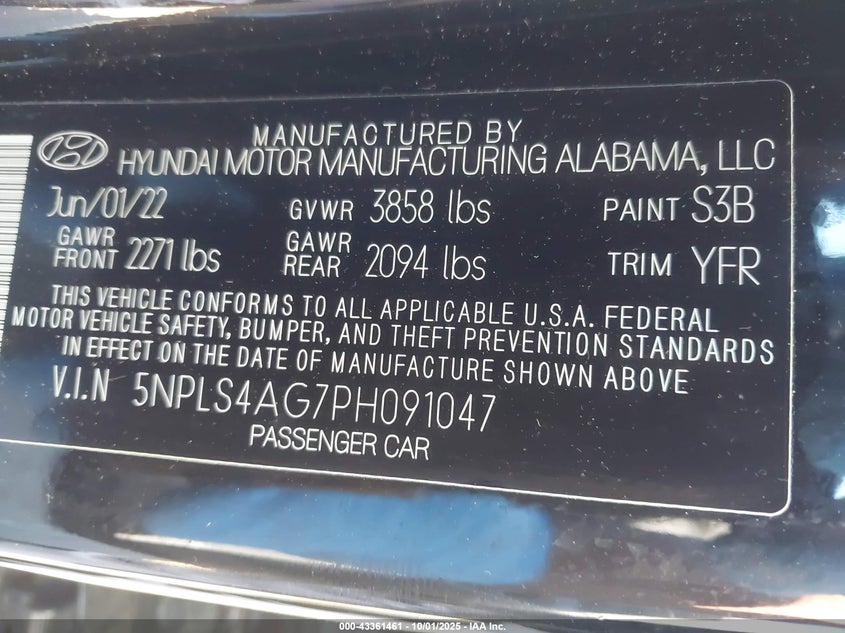 MANUFACTURED BY
HYUNDAI MOTOR MANUFACTURING ALABAMA, LLC
Jun/01/22 GVWR 3858 lbs PAINT S3B
GAWR FRONT 2271 lbs GAWR REAR 2094 lbs TRIM YFR
THIS VEHICLE CONFORMS TO ALL APPLICABLE U.S.A. FEDERAL
MOTOR VEHICLE SAFETY, BUMPER, AND THEFT PREVENTION STANDARDS
IN EFFECT ON THE DATE OF MANUFACTURE SHOWN ABOVE
V.I.N 5NPLS4AG7PH091047
PASSENGER CAR
000-43361461 - 10/01/2025 - IAA Inc.